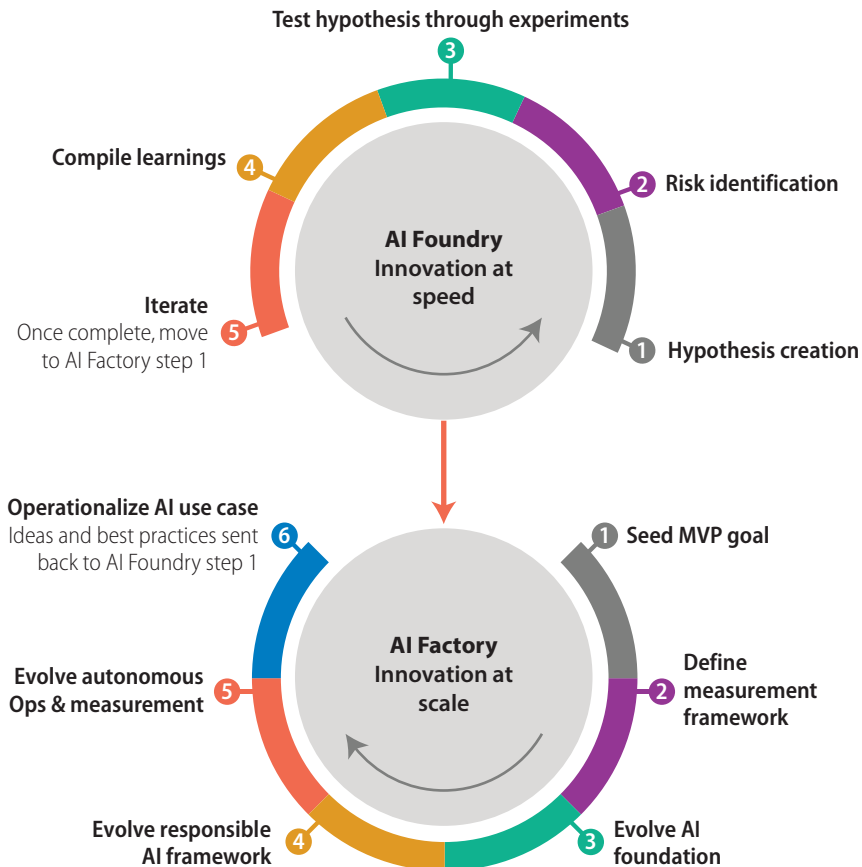 Test hypothesis through experiments
3
Compile learnings
4
2
Risk identification
AI Foundry
Innovation at
speed
Iterate
Once complete, move
to AI Factory step 1
5
1
Hypothesis creation
Operationalize AI use case
Ideas and best practices sent
back to AI Foundry step 1
6
1
Seed MVP goal
AI Factory
Innovation at
scale
Evolve autonomous
Ops & measurement
5
2
Define
measurement
framework
Evolve responsible
AI framework
4
3
Evolve AI
foundation